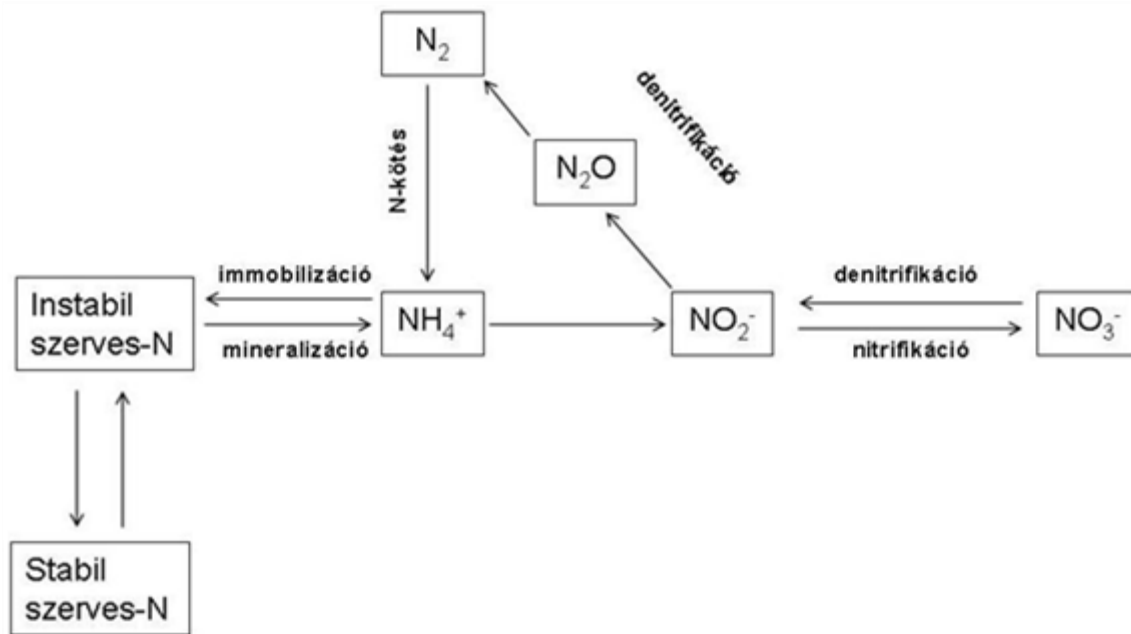 N₂
denitrifikáció
N-kötés
N₂O
immobilizáció
denitrifikáció
Instabil
szerves-N
NH₄⁺
NO₂⁻
NO₃⁻
mineralizáció
nitrifikáció
Stabil
szerves-N